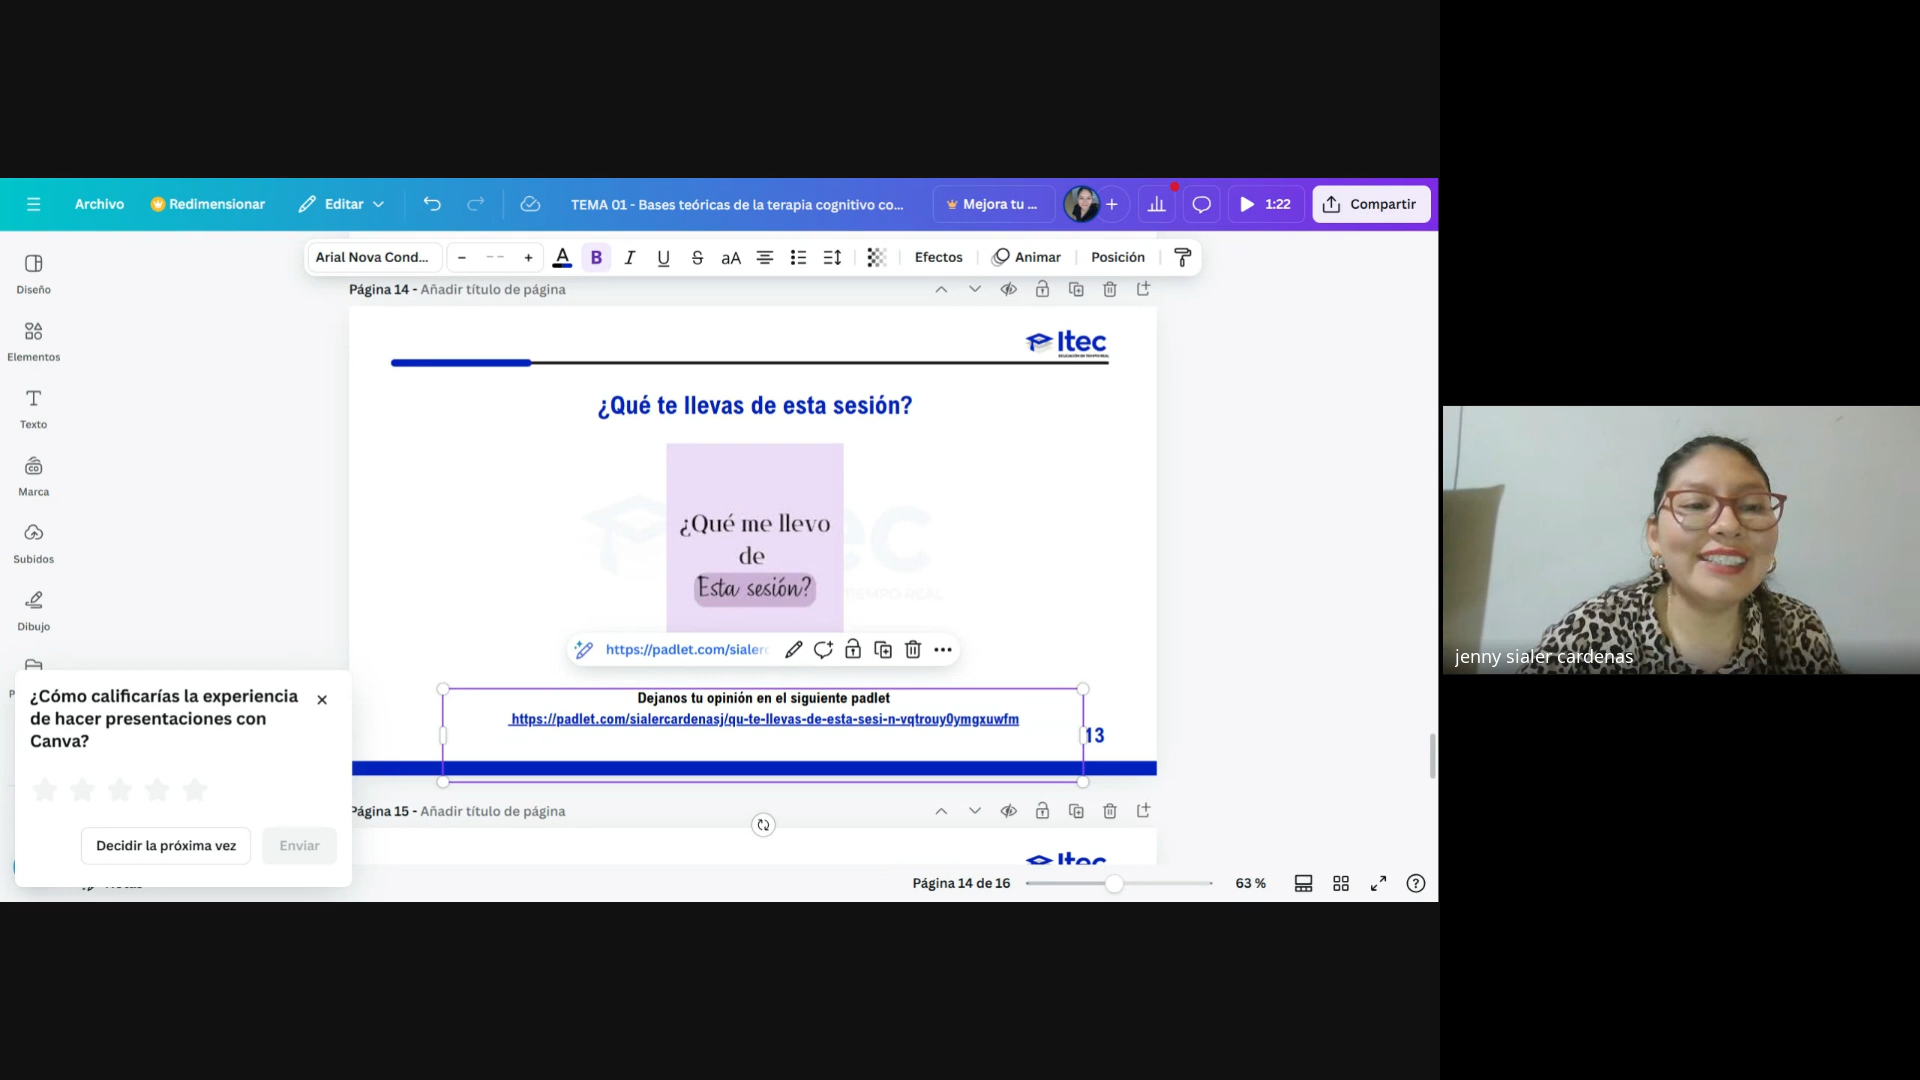 Archivo
Redimensionar
Editar
TEMA 01 - Bases teóricas de la terapia cognitivo co...
Mejora tu ...
1:22
Compartir
Arial Nova Cond...
Efectos
Animar
Posición
Diseño
Elementos
Texto
Marca
Subidos
Dibujo
Página 14 - Añadir título de página
Itec
¿Qué te llevas de esta sesión?
¿Qué me llevo
de
Esta sesión?
https://padlet.com/sialerc
Dejanos tu opinión en el siguiente padlet
https://padlet.com/sialercardenasj/qu-te-llevas-de-esta-sesi-n-vqtrouy0ymgxuwfm
13
¿Cómo calificarías la experiencia
de hacer presentaciones con
Canva?
Decidir la próxima vez
Enviar
Página 15 - Añadir título de página
Itec
Página 14 de 16
63 %
jenny sialer cardenas